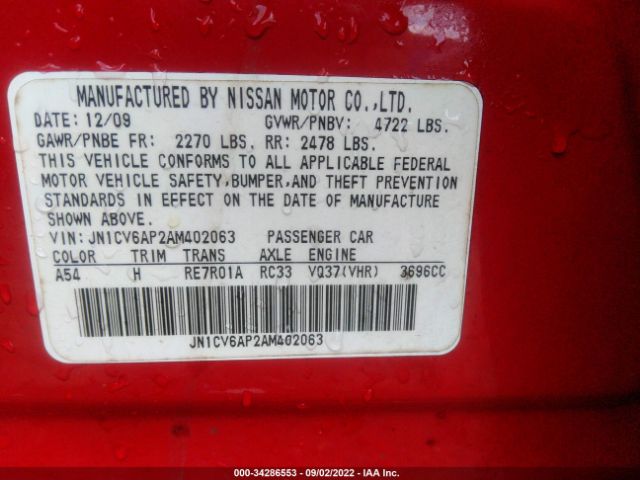 MANUFACTURED BY NISSAN MOTOR CO.,LTD.
DATE: 12/09 GVWR/PNBV: 4722 LBS.
GAWR/PNBE FR: 2270 LBS. RR: 2478 LBS.
THIS VEHICLE CONFORMS TO ALL APPLICABLE FEDERAL
MOTOR VEHICLE SAFETY,BUMPER,AND THEFT PREVENTION
STANDARDS IN EFFECT ON THE DATE OF MANUFACTURE
SHOWN ABOVE.
VIN:JN1CV6AP2AM402063 PASSENGER CAR
COLOR TRIM TRANS AXLE ENGINE
A54 H RE7R01A RC33 VQ37(VHR) 3696CC
JN1CV6AP2AM402063
000-34286553 - 09/02/2022 - IAA Inc.